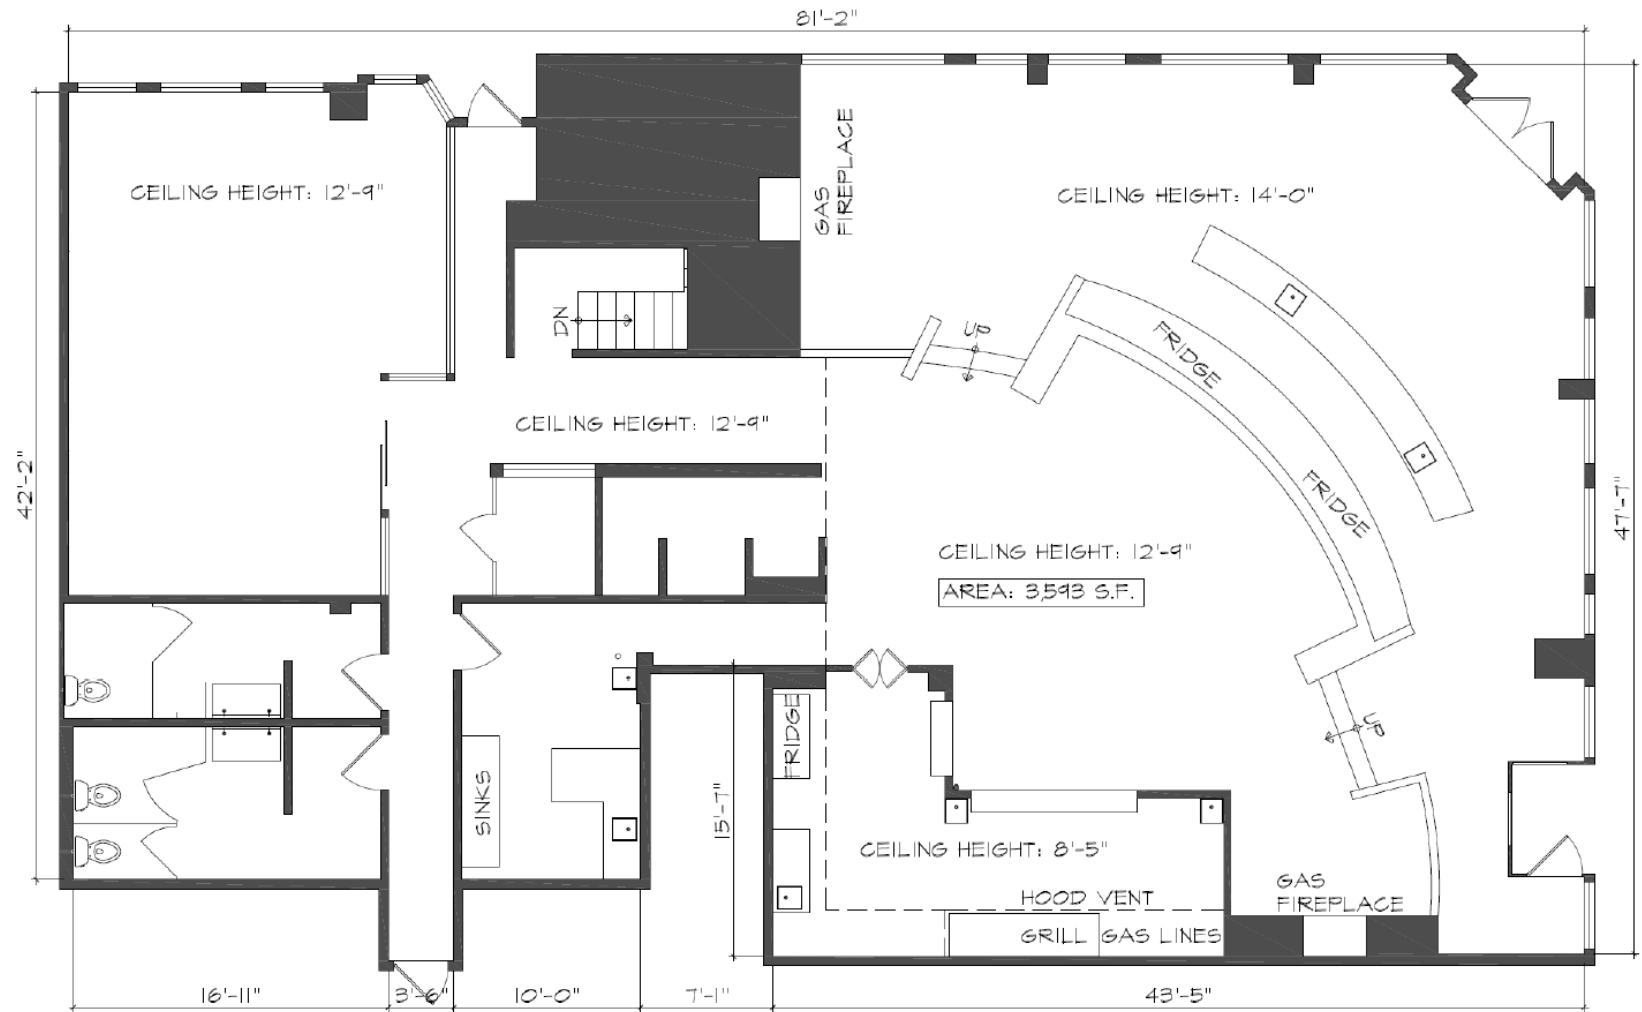 81'-2"
CEILING HEIGHT: 12'-9"
GAS
FIREPLACE
CEILING HEIGHT: 14'-0"
DN
UP
FRIDGE
CEILING HEIGHT: 12'-9"
42'-2"
FRIDGE
47'-7"
CEILING HEIGHT: 12'-9"
AREA: 3,593 S.F.
FRIDGE
UP
SINKS
15'-7"
CEILING HEIGHT: 8'-5"
GAS
FIREPLACE
HOOD VENT
GRILL GAS LINES
16'-11"
3'-6"
10'-0"
7'-1"
43'-5"